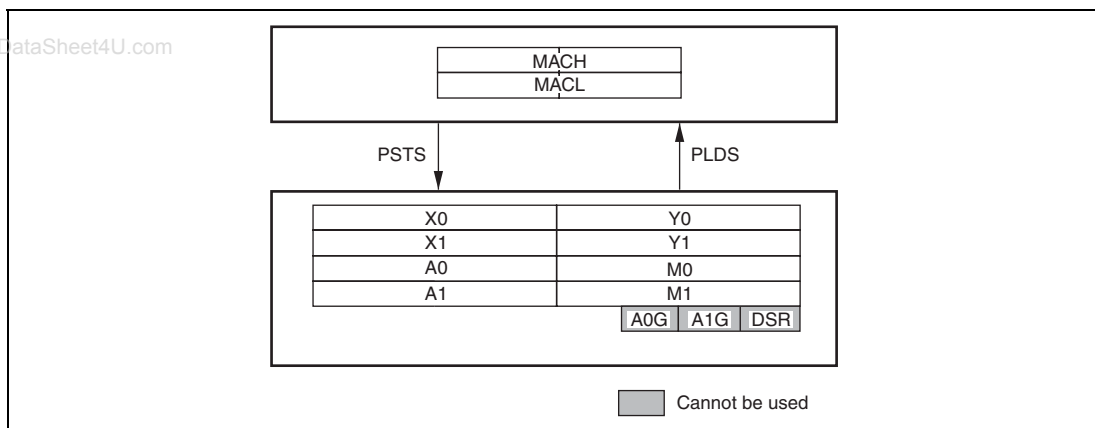 DataSheet4U.com
MACH
MACL
PSTS PLDS
X0 Y0
X1 Y1
A0 M0
A1 M1
A0G A1G DSR
Cannot be used